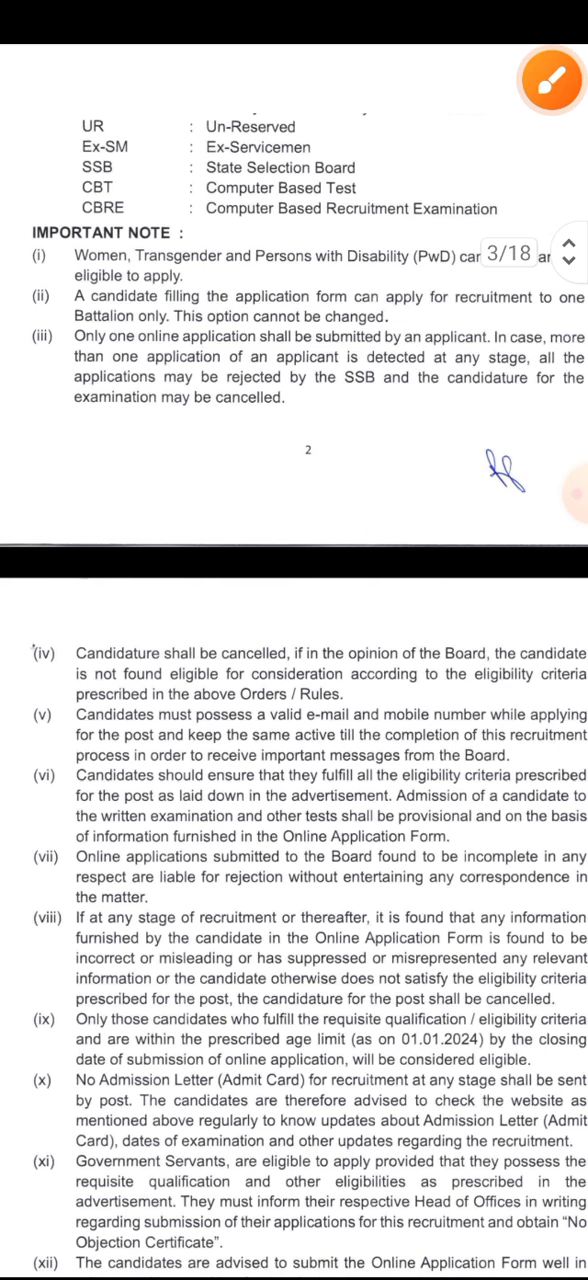 UR : Un-Reserved
Ex-SM : Ex-Servicemen
SSB : State Selection Board
CBT : Computer Based Test
CBRE : Computer Based Recruitment Examination
IMPORTANT NOTE :
(i) Women, Transgender and Persons with Disability (PwD) 3/18
eligible to apply.
(ii) A candidate filling the application form can apply for recruitment to one
Battalion only. This option cannot be changed.
(iii) Only one online application shall be submitted by an applicant. In case, more
than one application of an applicant is detected at any stage, all the
applications may be rejected by the SSB and the candidature for the
examination may be cancelled.
2
(iv) Candidature shall be cancelled, if in the opinion of the Board, the candidate
is not found eligible for consideration according to the eligibility criteria
prescribed in the above Orders / Rules.
(v) Candidates must possess a valid e-mail and mobile number while applying
for the post and keep the same active till the completion of this recruitment
process in order to receive important messages from the Board.
(vi) Candidates should ensure that they fulfill all the eligibility criteria prescribed
for the post as laid down in the advertisement. Admission of a candidate to
the written examination and other tests shall be provisional and on the basis
of information furnished in the Online Application Form.
(vii) Online applications submitted to the Board found to be incomplete in any
respect are liable for rejection without entertaining any correspondence in
the matter.
(viii) If at any stage of recruitment or thereafter, it is found that any information
furnished by the candidate in the Online Application Form is found to be
incorrect or misleading or has suppressed or misrepresented any relevant
information or the candidate otherwise does not satisfy the eligibility criteria
prescribed for the post, the candidature for the post shall be cancelled.
(ix) Only those candidates who fulfill the requisite qualification / eligibility criteria
and are within the prescribed age limit (as on 01.01.2024) by the closing
date of submission of online application, will be considered eligible.
(x) No Admission Letter (Admit Card) for recruitment at any stage shall be sent
by post. The candidates are therefore advised to check the website as
mentioned above regularly to know updates about Admission Letter (Admit
Card), dates of examination and other updates regarding the recruitment.
(xi) Government Servants, are eligible to apply provided that they possess the
requisite qualification and other eligibilities as prescribed in the
advertisement. They must inform their respective Head of Offices in writing
regarding submission of their applications for this recruitment and obtain “No
Objection Certificate”.
(xii) The candidates are advised to submit the Online Application Form well in